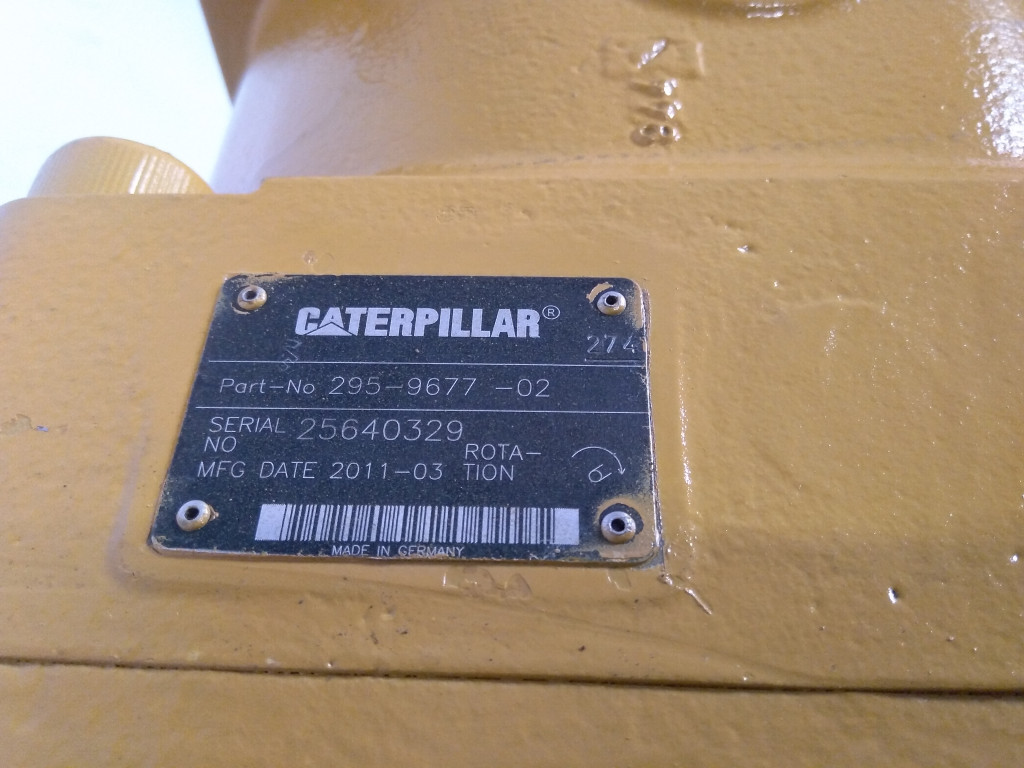 CATERPILLAR®
274
Part-No 295-9677 -02
SERIAL NO 25640329
MFG DATE 2011-03 ROTA-TION
MADE IN GERMANY